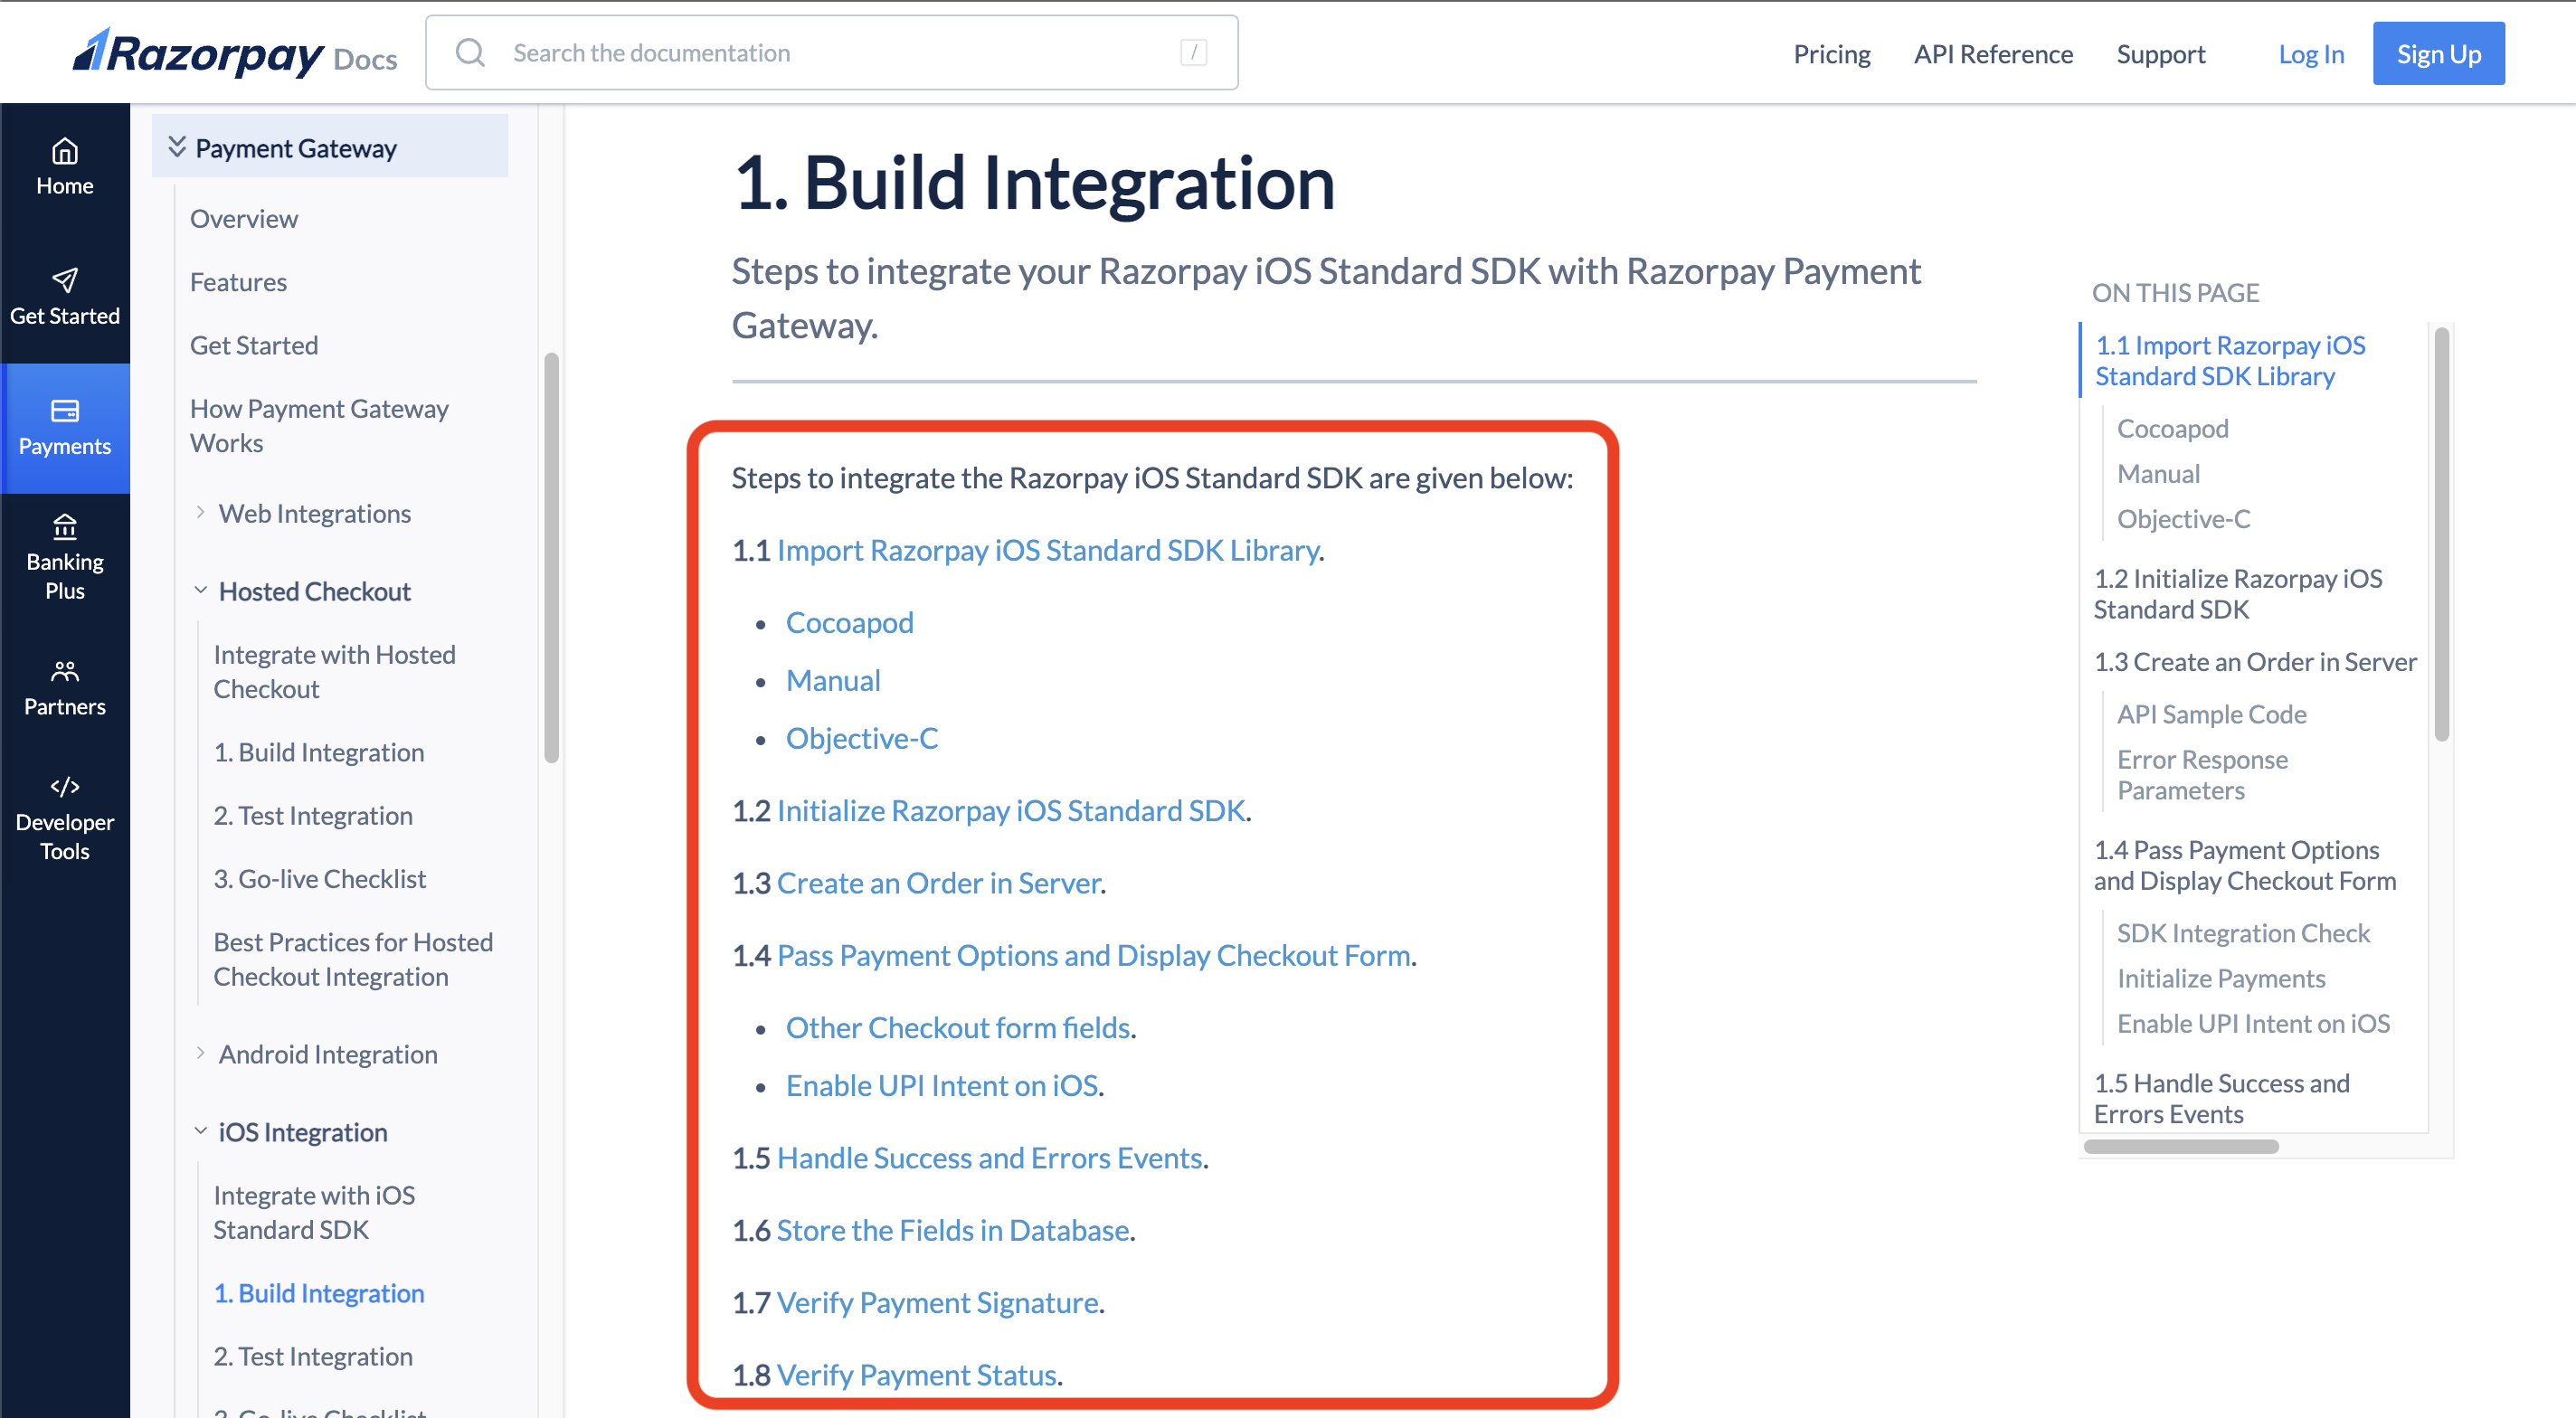 Razorpay Docs
Search the documentation
/
Pricing
API Reference
Support
Log In
Sign Up
Home
Get Started
Payments
Banking
Plus
Partners
Developer
Tools
Payment Gateway
Overview
Features
Get Started
How Payment Gateway
Works
Web Integrations
Hosted Checkout
Integrate with Hosted
Checkout
1. Build Integration
2. Test Integration
3. Go-live Checklist
Best Practices for Hosted
Checkout Integration
Android Integration
iOS Integration
Integrate with iOS
Standard SDK
1. Build Integration
2. Test Integration
3. Go-live Checklist
1. Build Integration
Steps to integrate your Razorpay iOS Standard SDK with Razorpay Payment
Gateway.
Steps to integrate the Razorpay iOS Standard SDK are given below:
1.1 Import Razorpay iOS Standard SDK Library.
• Cocoapod
• Manual
• Objective-C
1.2 Initialize Razorpay iOS Standard SDK.
1.3 Create an Order in Server.
1.4 Pass Payment Options and Display Checkout Form.
• Other Checkout form fields.
• Enable UPI Intent on iOS.
1.5 Handle Success and Errors Events.
1.6 Store the Fields in Database.
1.7 Verify Payment Signature.
1.8 Verify Payment Status.
ON THIS PAGE
1.1 Import Razorpay iOS
Standard SDK Library
Cocoapod
Manual
Objective-C
1.2 Initialize Razorpay iOS
Standard SDK
1.3 Create an Order in Server
API Sample Code
Error Response
Parameters
1.4 Pass Payment Options
and Display Checkout Form
SDK Integration Check
Initialize Payments
Enable UPI Intent on iOS
1.5 Handle Success and
Errors Events